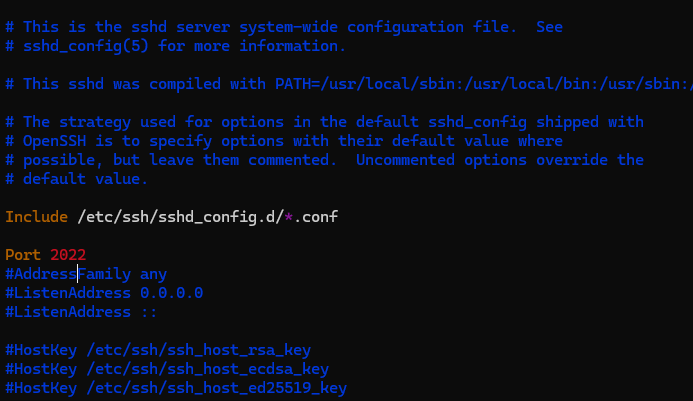 # This is the sshd server system-wide configuration file.  See
# sshd_config(5) for more information.
# This sshd was compiled with PATH=/usr/local/sbin:/usr/local/bin:/usr/sbin:/
# The strategy used for options in the default sshd_config shipped with
# OpenSSH is to specify options with their default value where
# possible, but leave them commented.  Uncommented options override the
# default value.
Include /etc/ssh/sshd_config.d/*.conf
Port 2022
#AddressFamily any
#ListenAddress 0.0.0.0
#ListenAddress ::
#HostKey /etc/ssh/ssh_host_rsa_key
#HostKey /etc/ssh/ssh_host_ecdsa_key
#HostKey /etc/ssh/ssh_host_ed25519_key